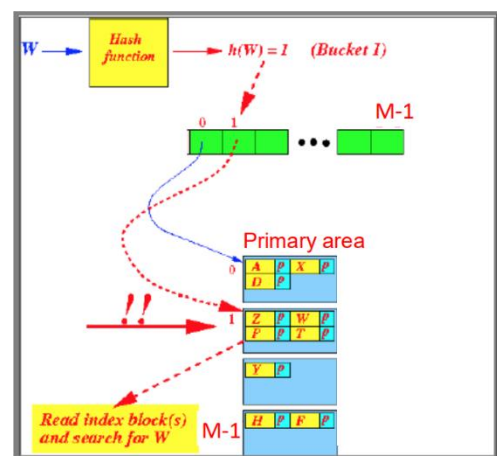 W
Hash
function
h(W) = 1 (Bucket 1)
0 1
M-1
Primary area
0
A p X p
D p
!!
1
Z p W p
P p T p
Y p
Read index block(s)
and search for W
M-1
H p F p